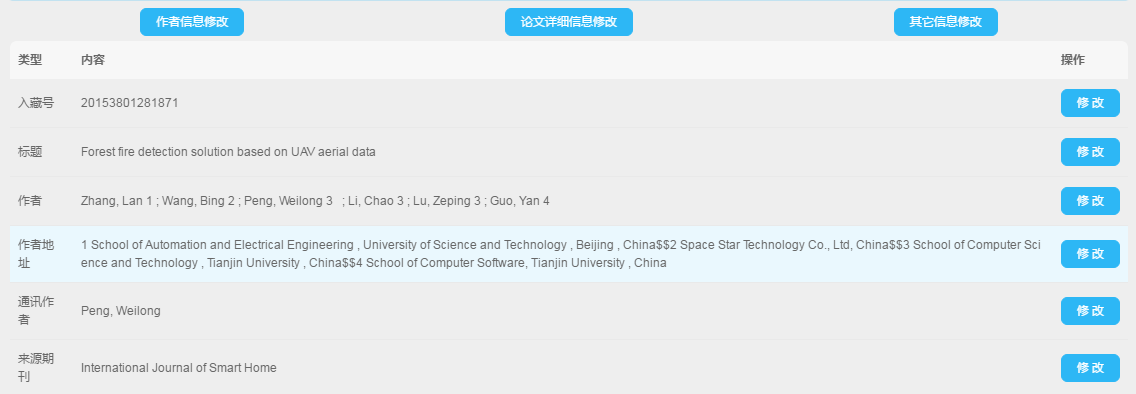 作者信息修改 论文详细信息修改 其它信息修改
类型 内容 操作
入藏号 20153801281871 修 改
标题 Forest fire detection solution based on UAV aerial data 修 改
作者 Zhang, Lan 1 ; Wang, Bing 2 ; Peng, Weilong 3 ; Li, Chao 3 ; Lu, Zeping 3 ; Guo, Yan 4 修 改
作者地
址
1 School of Automation and Electrical Engineering , University of Science and Technology , Beijing , China$$2 Space Star Technology Co., Ltd, China$$3 School of Computer Sci
ence and Technology , Tianjin University , China$$4 School of Computer Software, Tianjin University , China
修 改
通讯作
者
Peng, Weilong
修 改
来源期
刊
International Journal of Smart Home
修 改